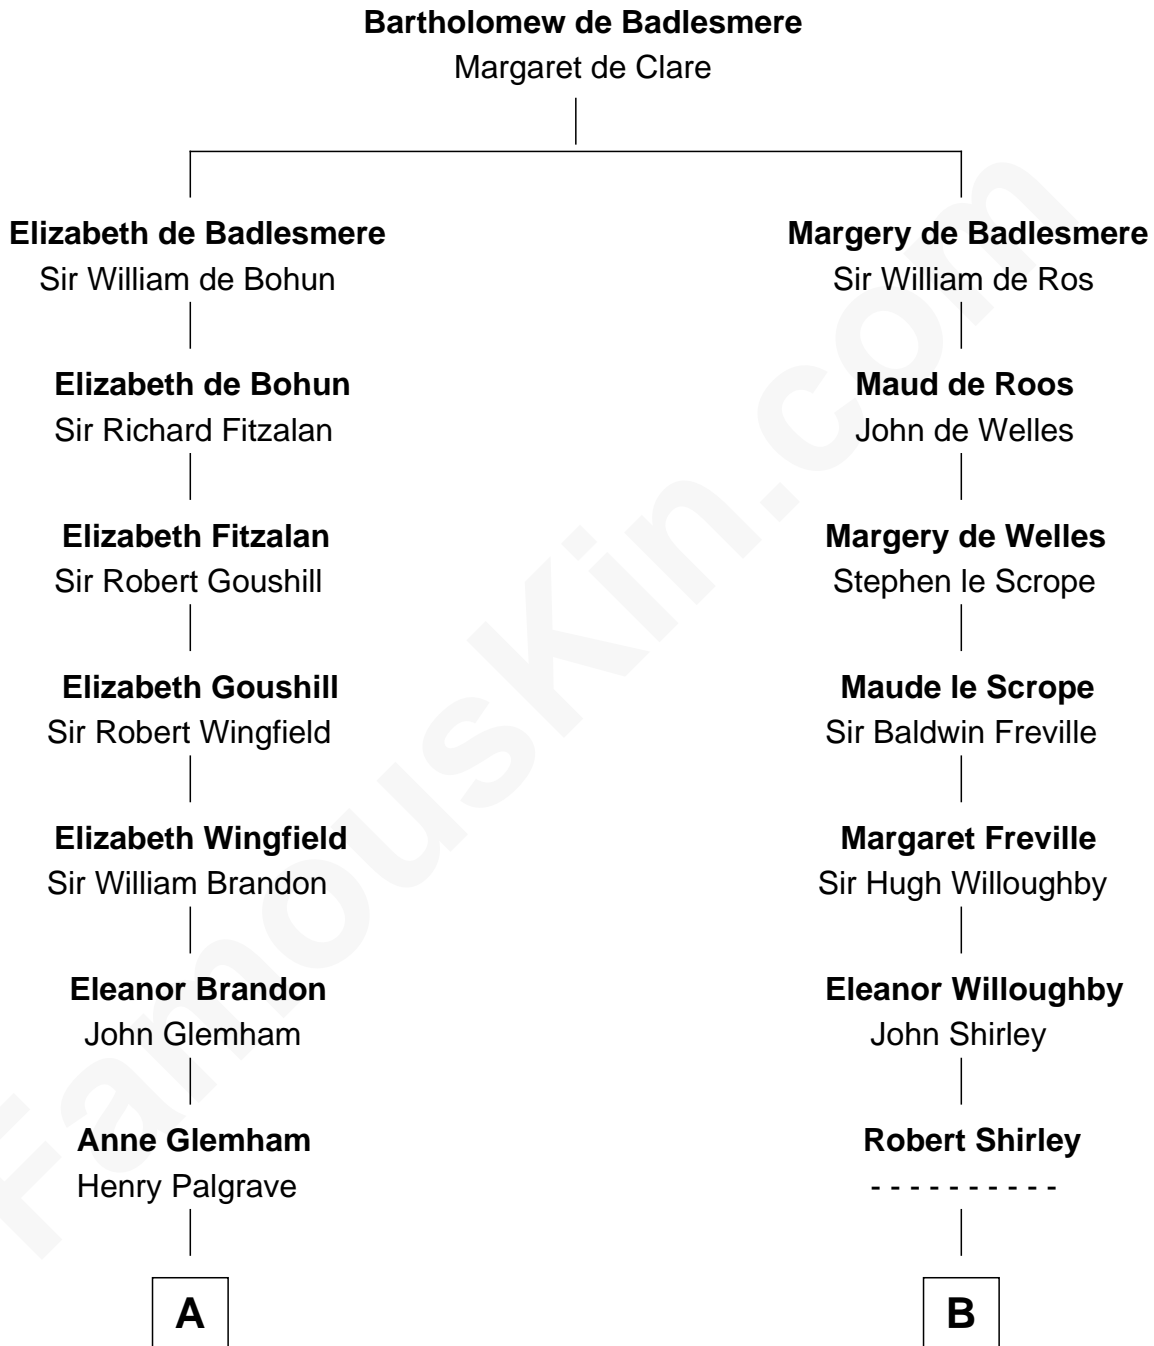 Bartholomew de Badlesmere
Margaret de Clare
Elizabeth de Badlesmere
Sir William de Bohun
Elizabeth de Bohun
Sir Richard Fitzalan
Elizabeth Fitzalan
Sir Robert Goushill
Elizabeth Goushill
Sir Robert Wingfield
Elizabeth Wingfield
Sir William Brandon
Eleanor Brandon
John Glemham
Anne Glemham
Henry Palgrave
A
Margery de Badlesmere
Sir William de Ros
Maud de Roos
John de Welles
Margery de Welles
Stephen le Scrope
Maude le Scrope
Sir Baldwin Freville
Margaret Freville
Sir Hugh Willoughby
Eleanor Willoughby
John Shirley
Robert Shirley
- - - - - - - - - -
B
FamousKin.com